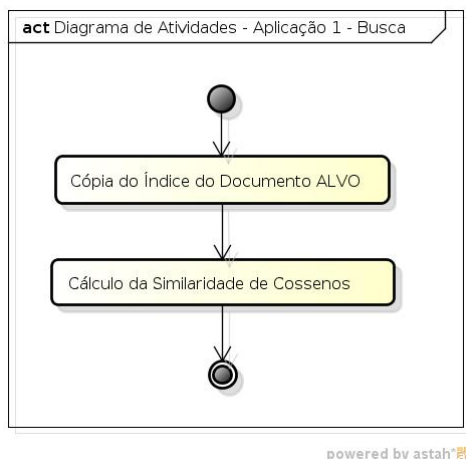 act Diagrama de Atividades - Aplicação 1 - Busca
Cópia do Índice do Documento ALVO
Cálculo da Similaridade de Cossenos
powered by astah*